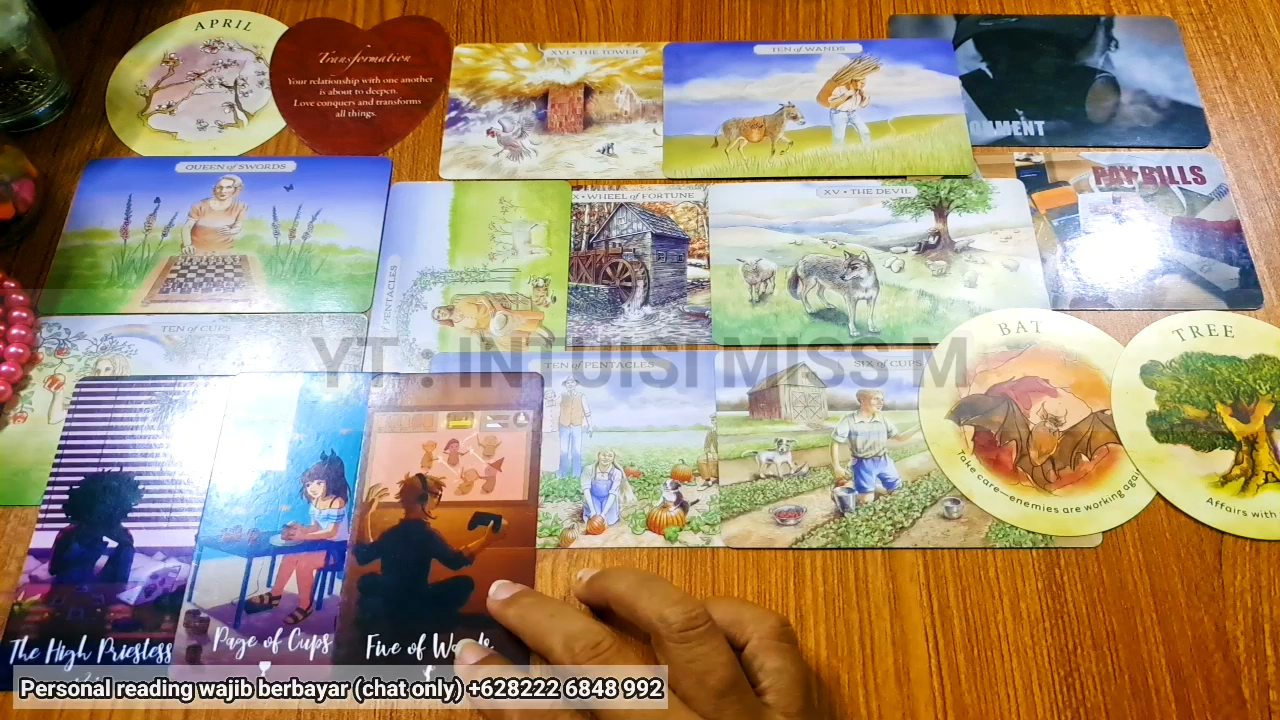 APRIL
Transformation
Your relationship with one another
is about to deepen.
Love conquers and transforms
all things.
XVI • THE TOWER
TEN of WANDS
QUEEN of SWORDS
PENTACLES
X • WHEEL of FORTUNE
XV • THE DEVIL
PAY BILLS
TEN of CUPS
YT : INTUISI MISS M
TEN of PENTACLES
SIX of CUPS
BAT
Take care—enemies are working
TREE
Affairs with
The High Priestess
Page of Cups
Five of
Personal reading wajib berbayar (chat only) +628222 6848 992